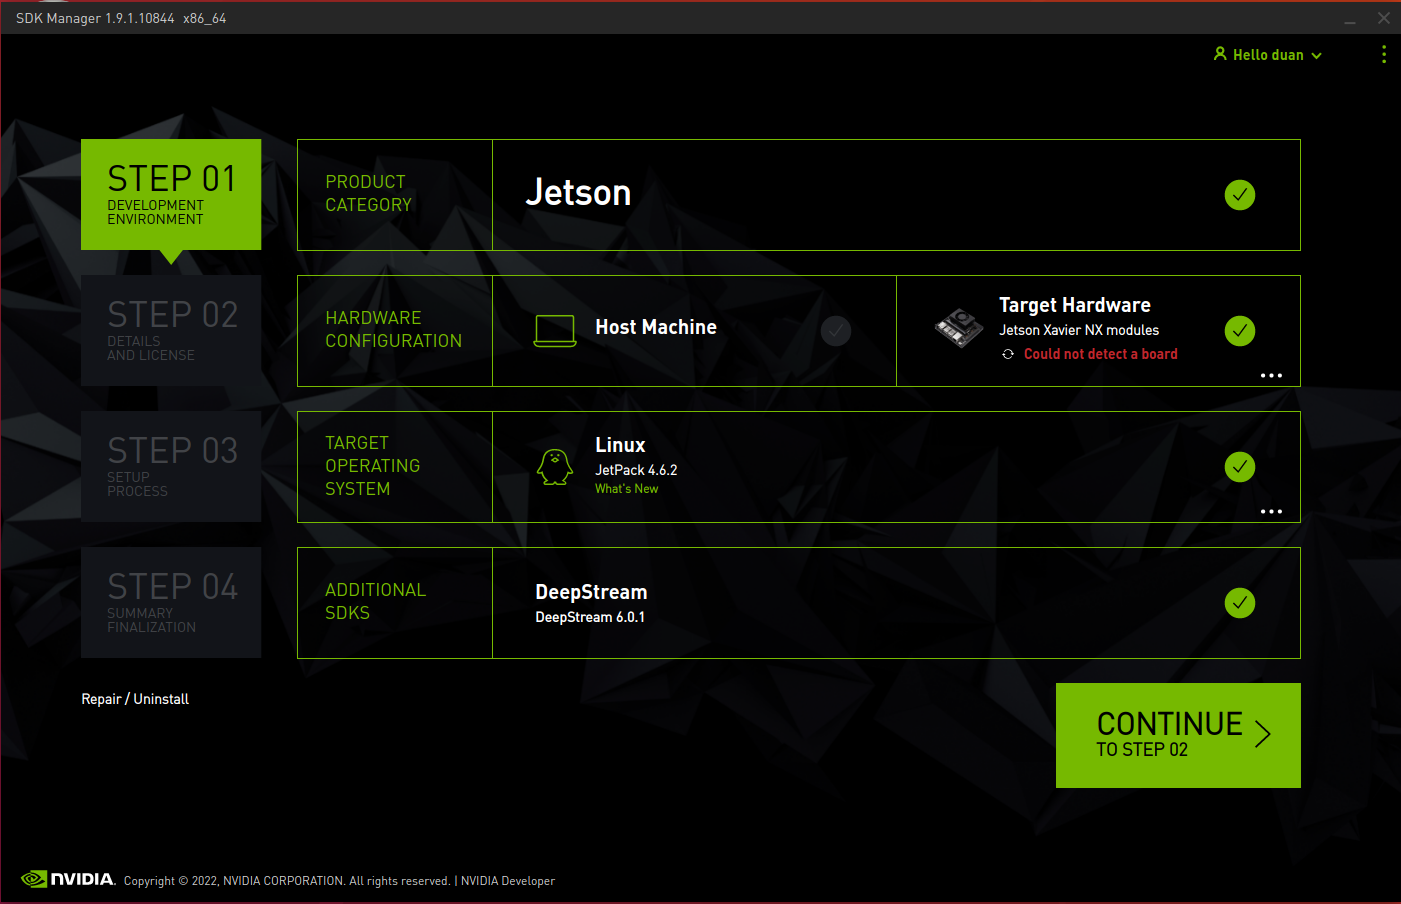 SDK Manager 1.9.1.10844 x86_64
Hello duan
STEP 01
DEVELOPMENT
ENVIRONMENT
PRODUCT
CATEGORY
Jetson
STEP 02
DETAILS
AND LICENSE
HARDWARE
CONFIGURATION
Host Machine
Target Hardware
Jetson Xavier NX modules
Could not detect a board
STEP 03
SETUP
PROCESS
TARGET
OPERATING
SYSTEM
Linux
JetPack 4.6.2
What's New
STEP 04
SUMMARY
FINALIZATION
ADDITIONAL
SDKS
DeepStream
DeepStream 6.0.1
Repair / Uninstall
CONTINUE
TO STEP 02
NVIDIA. Copyright © 2022, NVIDIA CORPORATION. All rights reserved. | NVIDIA Developer